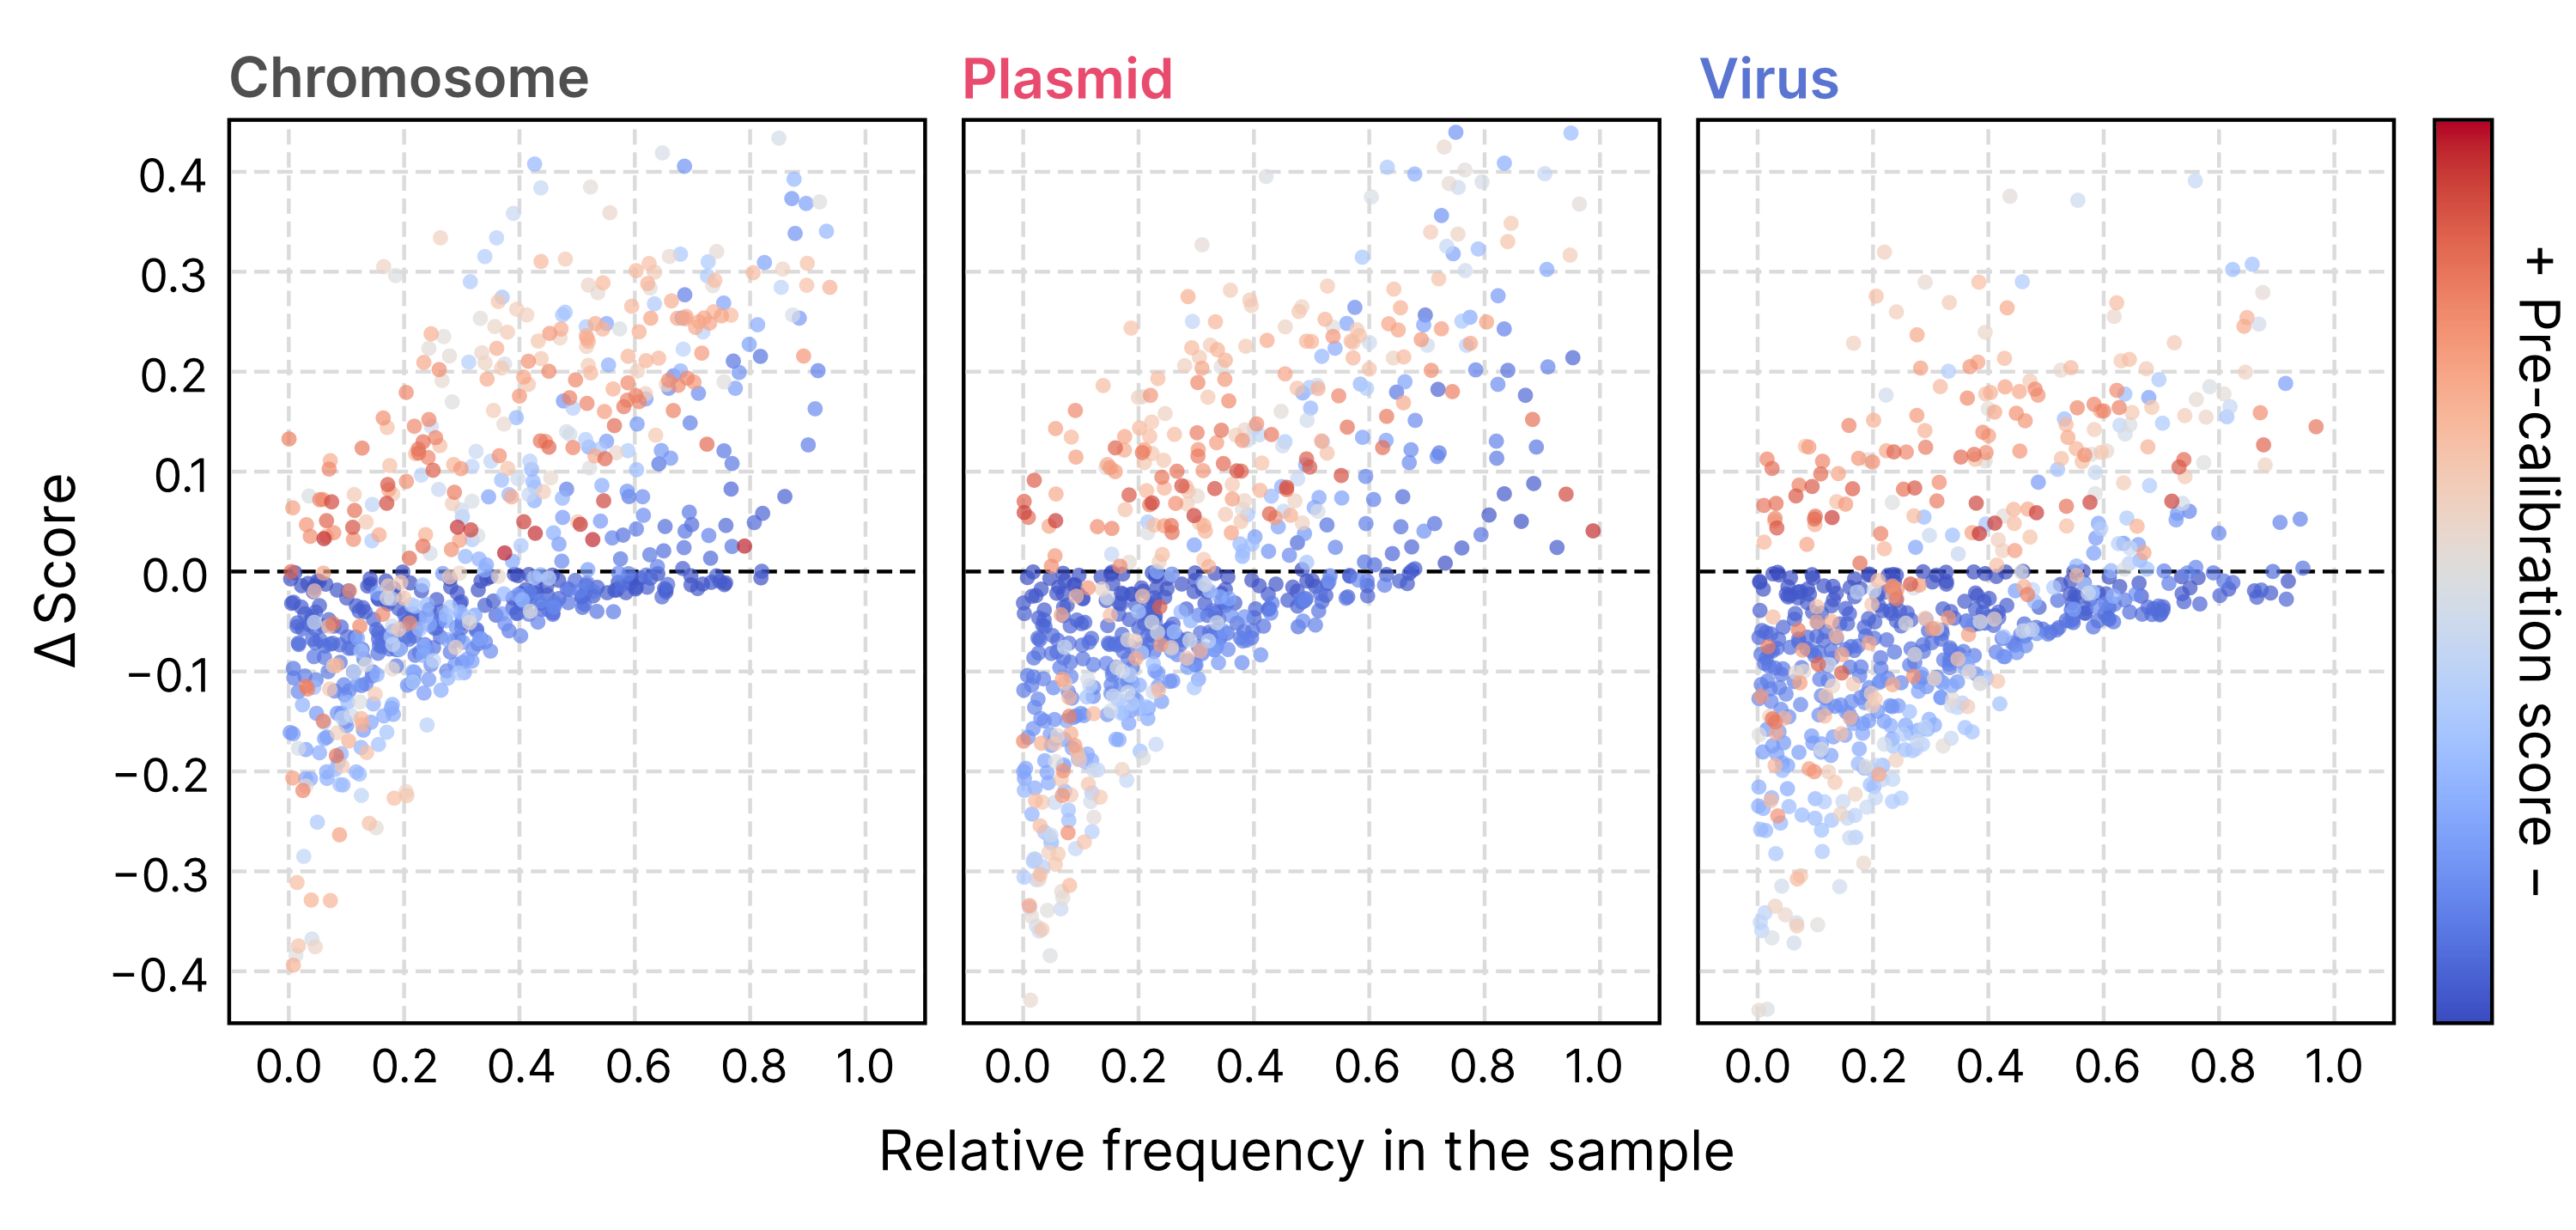 Chromosome
Plasmid
Virus
ΔScore
0.4
0.3
0.2
0.1
0.0
−0.1
−0.2
−0.3
−0.4
0.0 0.2 0.4 0.6 0.8 1.0
0.0 0.2 0.4 0.6 0.8 1.0
0.0 0.2 0.4 0.6 0.8 1.0
Relative frequency in the sample
+ Pre-calibration score −